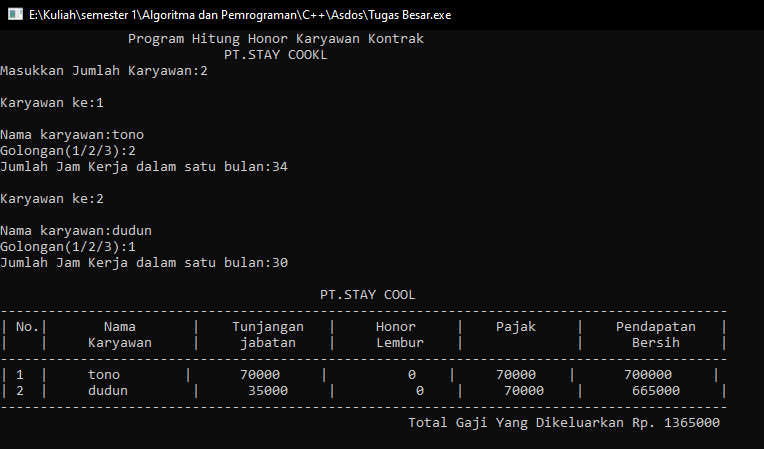 E:\Kuliah\semester 1\Algoritma dan Pemrograman\C++\Asdos\Tugas Besar.exe
Program Hitung Honor Karyawan Kontrak
PT.STAY COOKL
Masukkan Jumlah Karyawan:2
Karyawan ke:1
Nama karyawan:tono
Golongan(1/2/3):2
Jumlah Jam Kerja dalam satu bulan:34
Karyawan ke:2
Nama karyawan:dudun
Golongan(1/2/3):1
Jumlah Jam Kerja dalam satu bulan:30
PT.STAY COOL
-------------------------------------------------------------------------------------------
| No.| Nama | Tunjangan | Honor | Pajak | Pendapatan |
| | Karyawan | jabatan | Lembur | | Bersih |
-------------------------------------------------------------------------------------------
| 1 | tono | 70000 | 0 | 70000 | 700000 |
| 2 | dudun | 35000 | 0 | 70000 | 665000 |
-------------------------------------------------------------------------------------------
Total Gaji Yang Dikeluarkan Rp. 1365000